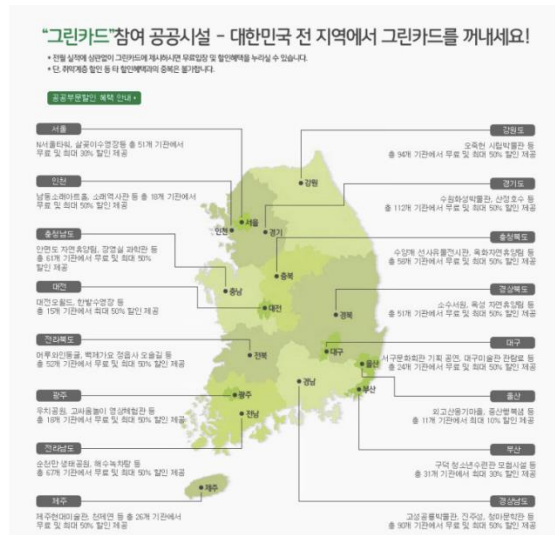 "그린카드"참여 공공시설 - 대한민국 전 지역에서 그린카드를 꺼내세요!
• 전월 실적에 상관없이 그린카드를 제시하시면 무료입장 및 할인혜택을 누리실 수 있습니다.
• 단, 취약계층 할인 등 타 할인혜택과의 중복은 불가합니다.
공공부문할인 혜택 안내
서울
N서울타워, 살곶이수영장등 총 51개 기관에서
무료 및 최대 30% 할인 제공
인천
남동소래아트홀, 소래역사관 등 총 18개 기관에서
무료 및 최대 50% 할인 제공
충청남도
안면도 자연휴양림, 장영실 과학관 등
총 61개 기관에서 무료 및 최대 50%
할인 제공
대전
대전오월드, 한밭수영장 등
총 15개 기관에서 최대 50% 할인 제공
전라북도
머루와인동굴, 백제가요 정읍사 오솔길 등
총 52개 기관에서 무료 및 최대 50% 할인 제공
광주
우치공원, 고싸움놀이 영상체험관 등
총 18개 기관에서 무료 및 최대 50% 할인 제공
전라남도
순천만 생태공원, 해수녹차탕 등
총 67개 기관에서 무료 및 최대 50% 할인 제공
제주
제주현대미술관, 천제연 등 총 26개 기관에서
무료 및 최대 50% 할인 제공
강원
서울
인천
경기
충북
충남
대전
경북
전북
대구
울산
경남
부산
광주
전남
제주
강원도
오죽헌 시립박물관 등
총 94개 기관에서 무료 및 최대 50% 할인 제공
경기도
수원화성박물관, 산정호수 등
총 112개 기관에서 무료 및 최대 50% 할인 제공
충청북도
수양개 선사유물전시관, 옥화자연휴양림 등
총 58개 기관에서 무료 및 최대 50% 할인 제공
경상북도
소수서원, 옥성 자연휴양림 등
총 51개 기관에서 무료 및 최대 50% 할인 제공
대구
서구문화회관 기획 공연, 대구미술관 관람료 등
총 24개 기관에서 무료 및 최대 50% 할인 제공
울산
외고산옹기마을, 중산행복샘 등
총 11개 기관에서 최대 10% 할인 제공
부산
구덕 청소년수련관 모험시설 등
총 31개 기관에서 최대 30% 할인 제공
경상남도
고성공룡박물관, 진주성, 청마문학관 등
총 90개 기관에서 무료 및 최대 50% 할인 제공